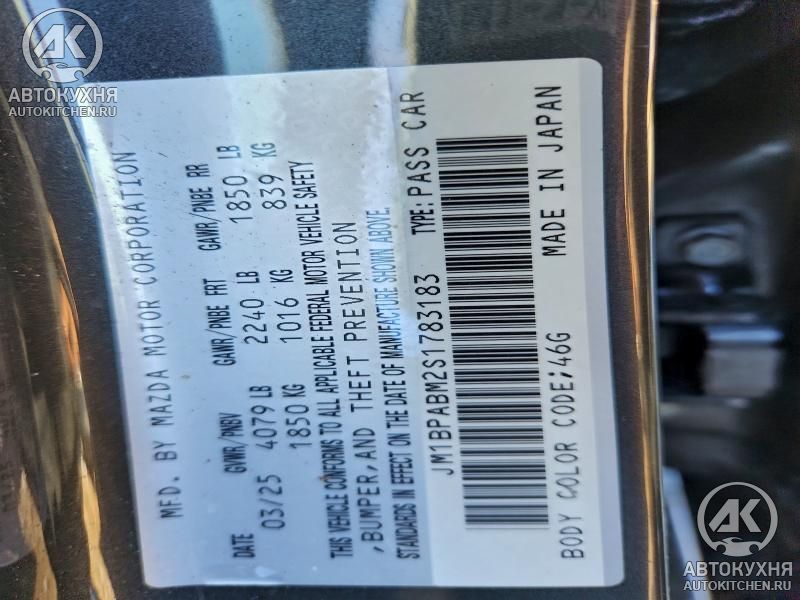 AK
АВТОКУХНЯ
AUTOKITCHEN.RU
MFD. BY MAZDA MOTOR CORPORATION
DATE GVWR/PNBV GAWR/PNBE FRT GAWR/PNBE RR
03/25 4079 LB 2240 LB 1850 LB
1850 KG 1016 KG 839 KG
THIS VEHICLE CONFORMS TO ALL APPLICABLE FEDERAL MOTOR VEHICLE SAFETY
,BUMPER,AND THEFT PREVENTION
STANDARDS IN EFFECT ON THE DATE OF MANUFACTURE SHOWN ABOVE.
JM1BPABM2S1783183 TYPE:PASS CAR
BODY COLOR CODE;46G MADE IN JAPAN
AK
АВТОКУХНЯ
AUTOKITCHEN.RU